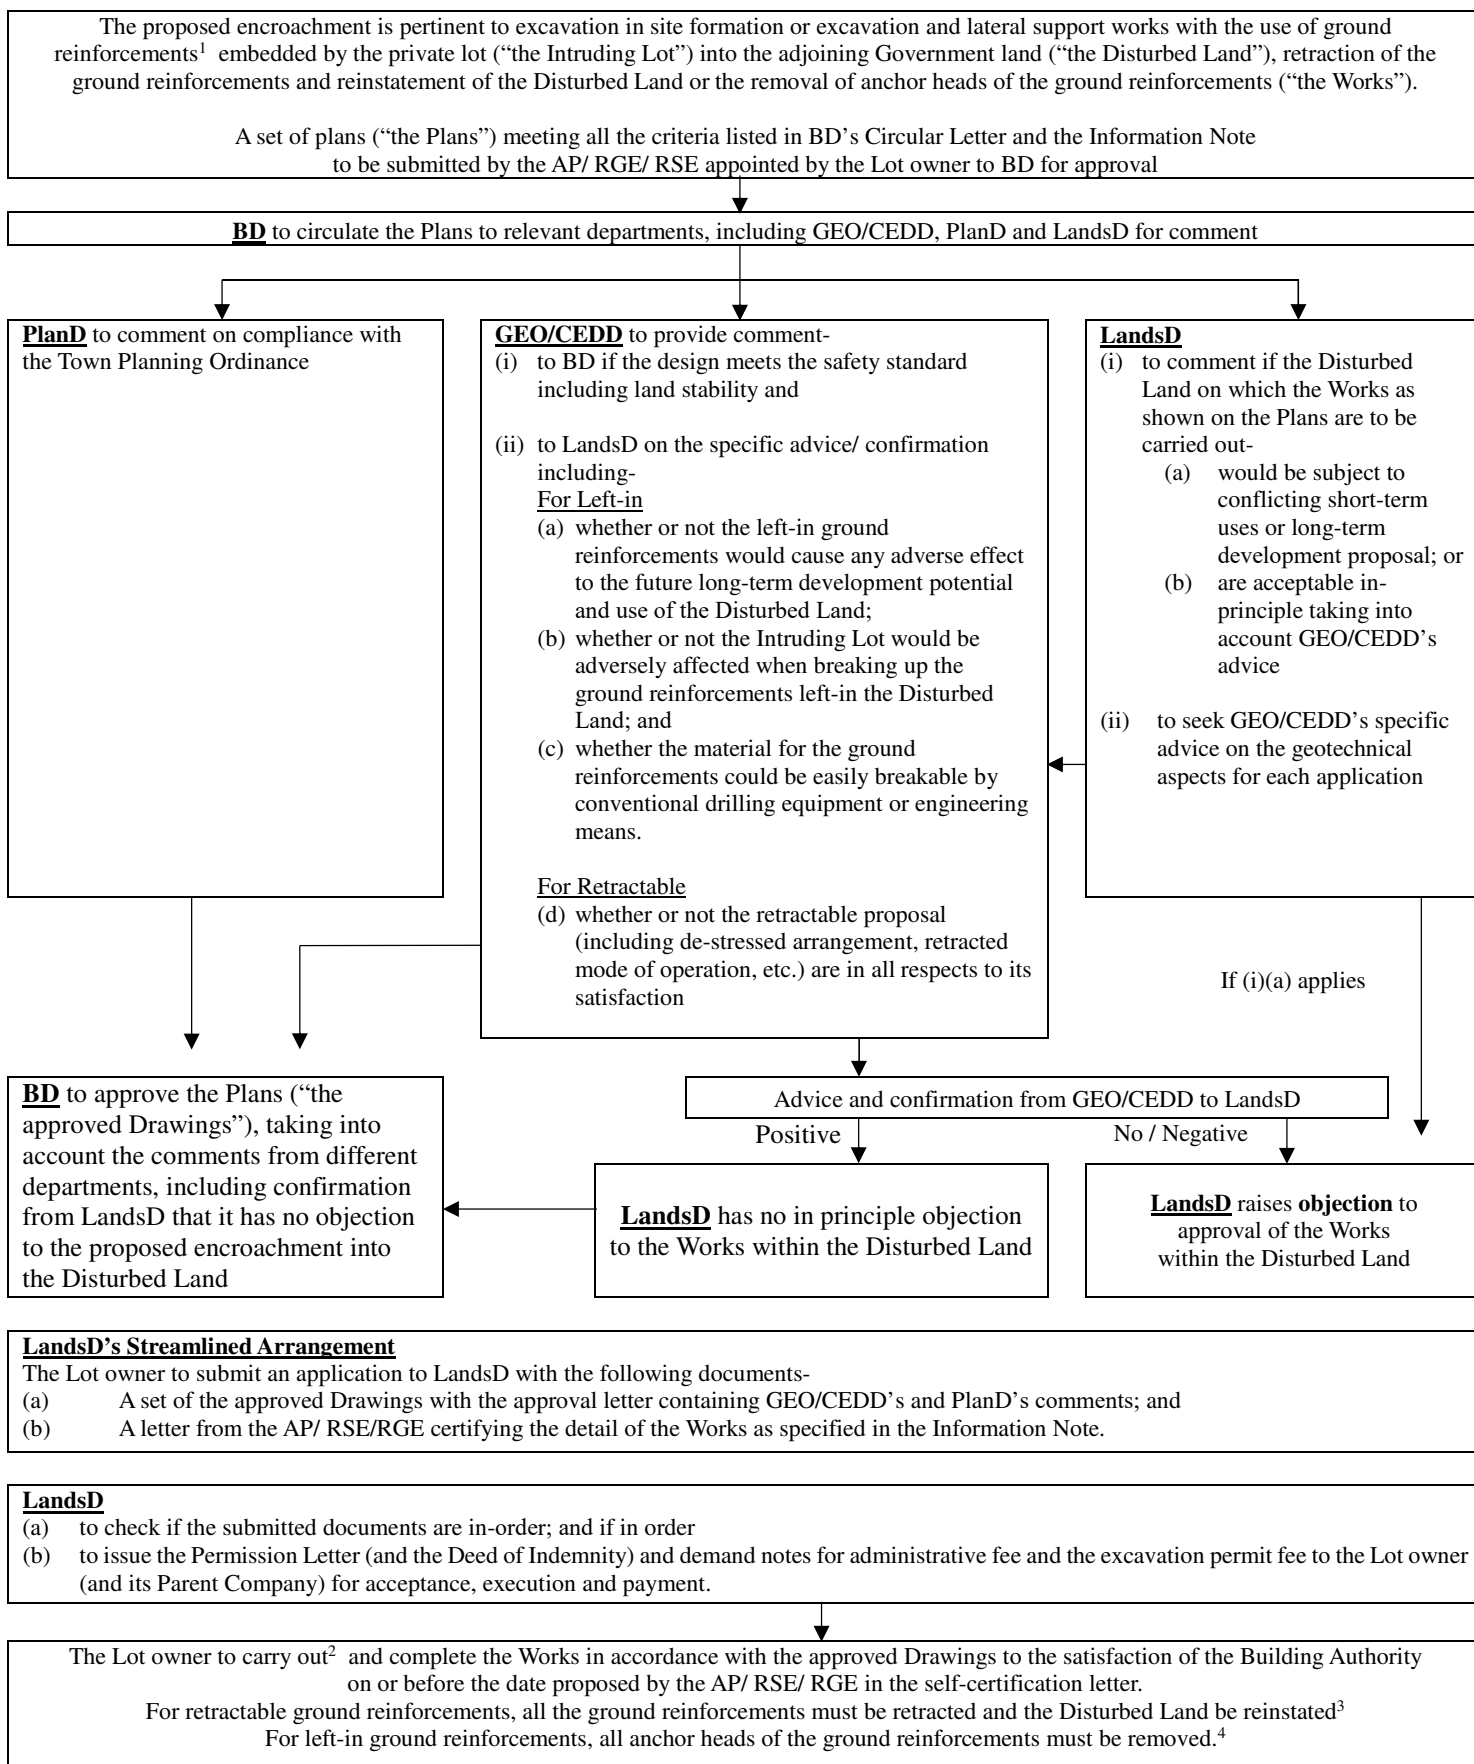 The proposed encroachment is pertinent to excavation in site formation or excavation and lateral support works with the use of ground
reinforcements1 embedded by the private lot (“the Intruding Lot”) into the adjoining Government land (“the Disturbed Land”), retraction of the
ground reinforcements and reinstatement of the Disturbed Land or the removal of anchor heads of the ground reinforcements (“the Works”).
A set of plans (“the Plans”) meeting all the criteria listed in BD’s Circular Letter and the Information Note
to be submitted by the AP/ RGE/ RSE appointed by the Lot owner to BD for approval
BD to circulate the Plans to relevant departments, including GEO/CEDD, PlanD and LandsD for comment
PlanD to comment on compliance with
the Town Planning Ordinance
GEO/CEDD to provide comment-
(i) to BD if the design meets the safety standard
including land stability and
(ii) to LandsD on the specific advice/ confirmation
including-
For Left-in
(a) whether or not the left-in ground
reinforcements would cause any adverse effect
to the future long-term development potential
and use of the Disturbed Land;
(b) whether or not the Intruding Lot would be
adversely affected when breaking up the
ground reinforcements left-in the Disturbed
Land; and
(c) whether the material for the ground
reinforcements could be easily breakable by
conventional drilling equipment or engineering
means.
For Retractable
(d) whether or not the retractable proposal
(including de-stressed arrangement, retracted
mode of operation, etc.) are in all respects to its
satisfaction
LandsD
(i) to comment if the Disturbed
Land on which the Works as
shown on the Plans are to be
carried out-
(a) would be subject to
conflicting short-term
uses or long-term
development proposal; or
(b) are acceptable in-
principle taking into
account GEO/CEDD’s
advice
(ii) to seek GEO/CEDD’s specific
advice on the geotechnical
aspects for each application
If (i)(a) applies
BD to approve the Plans (“the
approved Drawings”), taking into
account the comments from different
departments, including confirmation
from LandsD that it has no objection
to the proposed encroachment into
the Disturbed Land
Advice and confirmation from GEO/CEDD to LandsD
Positive
No / Negative
LandsD has no in principle objection
to the Works within the Disturbed Land
LandsD raises objection to
approval of the Works
within the Disturbed Land
LandsD’s Streamlined Arrangement
The Lot owner to submit an application to LandsD with the following documents-
(a) A set of the approved Drawings with the approval letter containing GEO/CEDD’s and PlanD’s comments; and
(b) A letter from the AP/ RSE/RGE certifying the detail of the Works as specified in the Information Note.
LandsD
(a) to check if the submitted documents are in-order; and if in order
(b) to issue the Permission Letter (and the Deed of Indemnity) and demand notes for administrative fee and the excavation permit fee to the Lot owner
(and its Parent Company) for acceptance, execution and payment.
The Lot owner to carry out2 and complete the Works in accordance with the approved Drawings to the satisfaction of the Building Authority
on or before the date proposed by the AP/ RSE/ RGE in the self-certification letter.
For retractable ground reinforcements, all the ground reinforcements must be retracted and the Disturbed Land be reinstated3
For left-in ground reinforcements, all anchor heads of the ground reinforcements must be removed.4